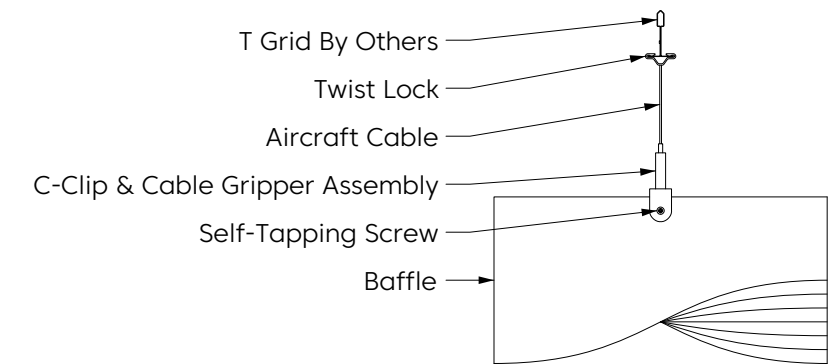 T Grid By Others
Twist Lock
Aircraft Cable
C-Clip & Cable Gripper Assembly
Self-Tapping Screw
Baffle